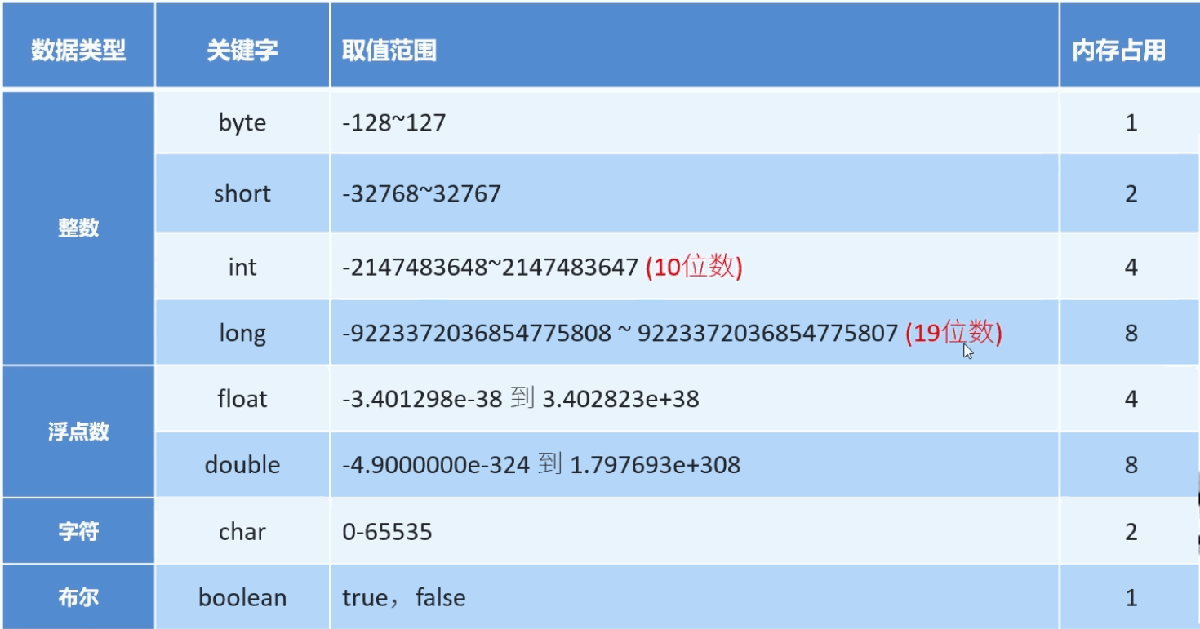 数据类型 关键字 取值范围 内存占用
整数 byte -128~127 1
short -32768~32767 2
int -2147483648~2147483647 (10位数) 4
long -9223372036854775808 ~ 9223372036854775807 (19位数) 8
浮点数 float -3.401298e-38 到 3.402823e+38 4
double -4.9000000e-324 到 1.797693e+308 8
字符 char 0-65535 2
布尔 boolean true，false 1